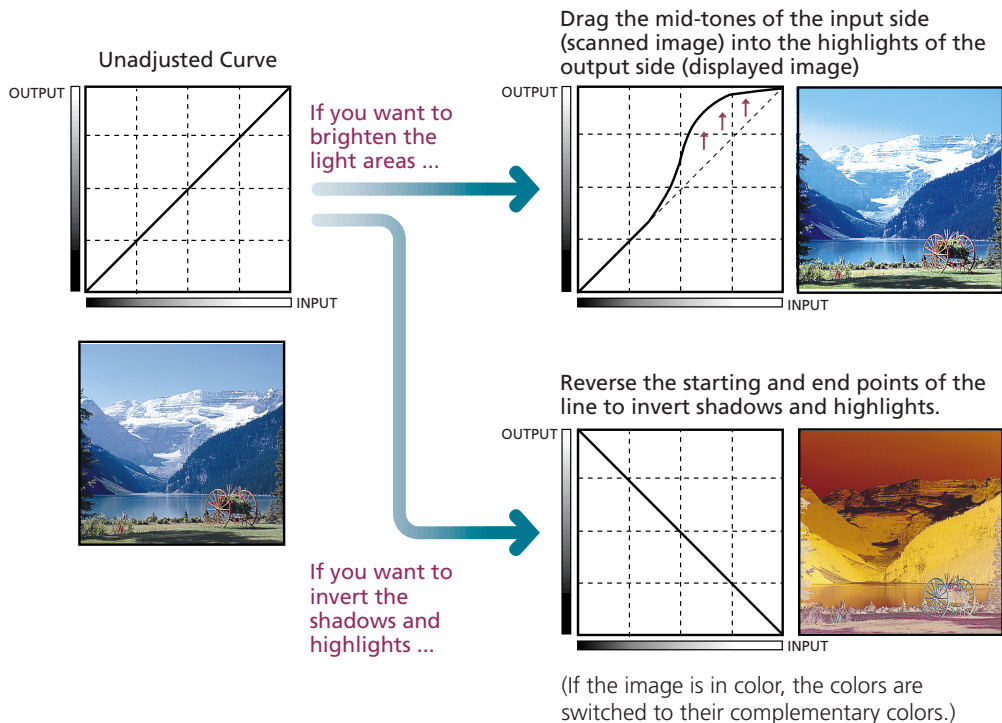 Unadjusted Curve
OUTPUT
INPUT
If you want to
brighten the
light areas ...
Drag the mid-tones of the input side
(scanned image) into the highlights of the
output side (displayed image)
OUTPUT
INPUT
If you want to
invert the
shadows and
highlights ...
Reverse the starting and end points of the
line to invert shadows and highlights.
OUTPUT
INPUT
(If the image is in color, the colors are
switched to their complementary colors.)